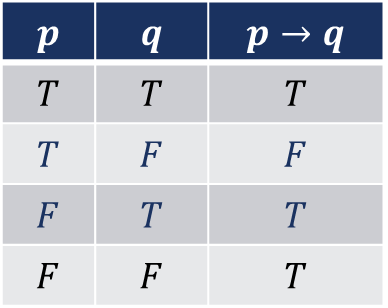 p q p → q
T T T
T F F
F T T
F F T